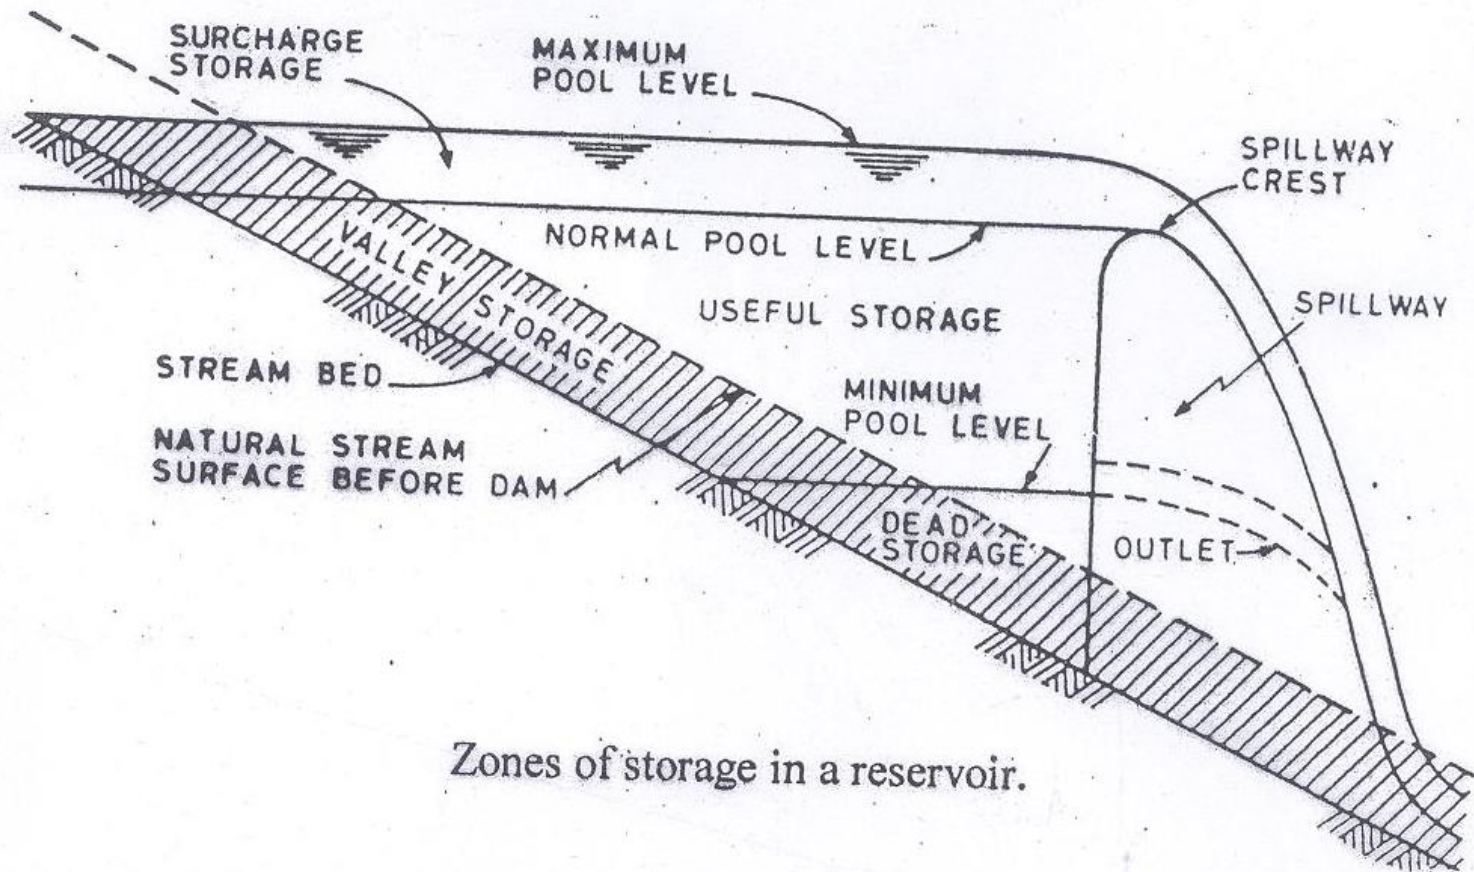 SURCHARGE
STORAGE
MAXIMUM
POOL LEVEL
SPILLWAY
CREST
NORMAL POOL LEVEL
VALLEY STORAGE
USEFUL STORAGE
SPILLWAY
STREAM BED
MINIMUM
POOL LEVEL
NATURAL STREAM
SURFACE BEFORE DAM
DEAD
STORAGE
OUTLET
Zones of storage in a reservoir.